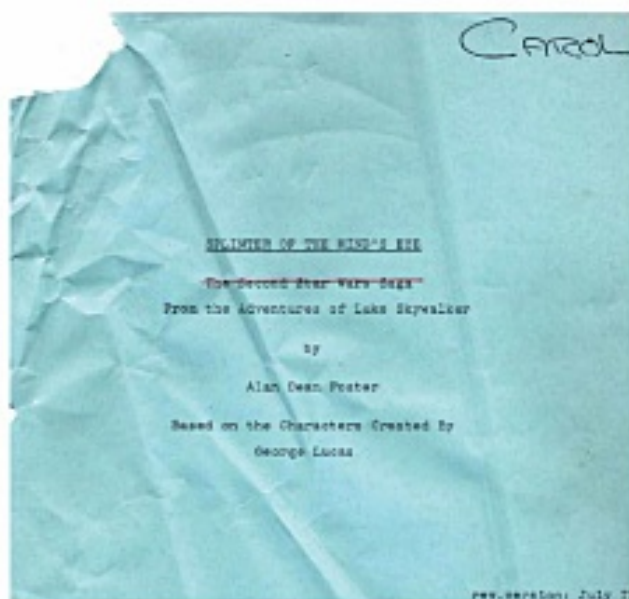 CAROL
SPLINTER OF THE MIND'S EYE
The Second Star Wars Saga
From the Adventures of Luke Skywalker
by
Alan Dean Foster
Based on the Characters Created By
George Lucas
rev.version: July